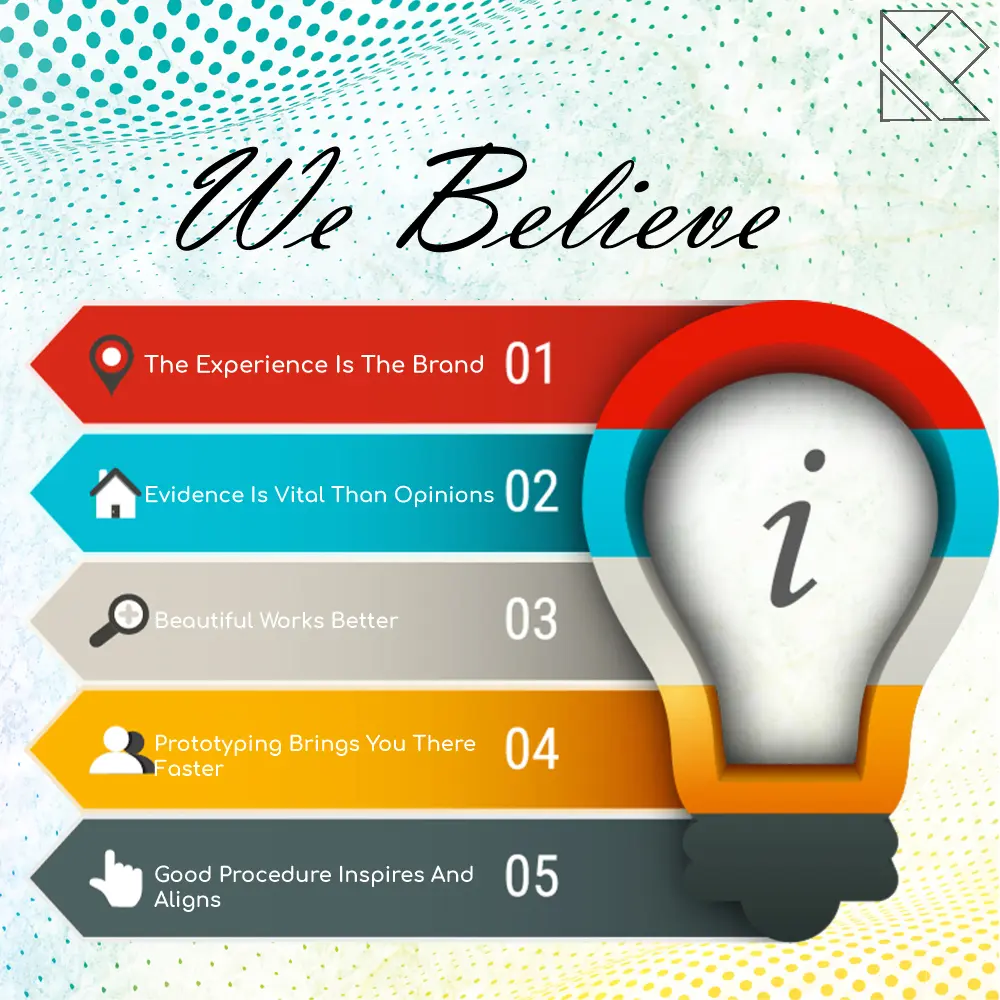 We Believe
The Experience Is The Brand 01
Evidence Is Vital Than Opinions 02
Beautiful Works Better 03
Prototyping Brings You There
Faster
04
Good Procedure Inspires And
Aligns
05
i